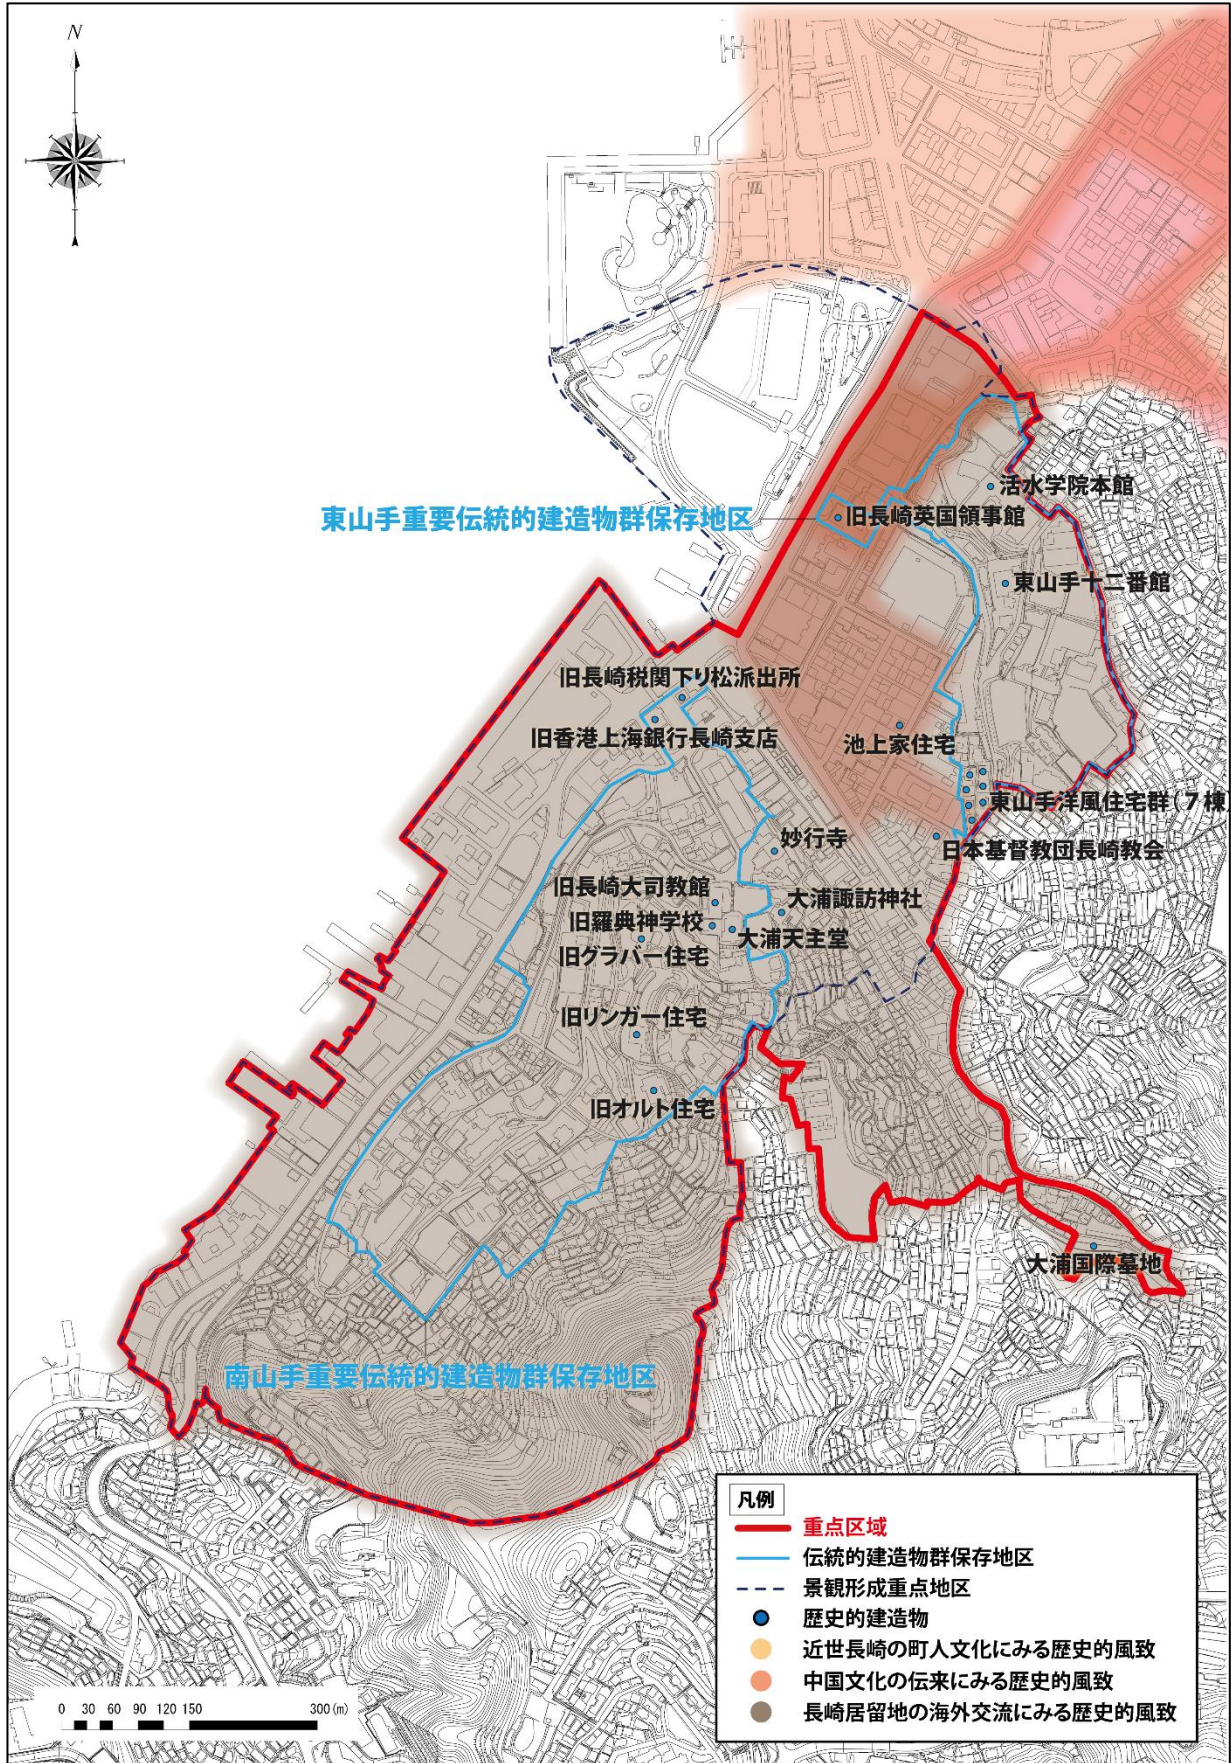 N
東山手重要伝統的建造物群保存地区
活水学院本館
旧長崎英国領事館
東山手十二番館
旧長崎税関下り松派出所
旧香港上海銀行長崎支店
池上家住宅
東山手洋風住宅群(7棟
日本基督教団長崎教会
妙行寺
旧長崎大司教館
大浦諏訪神社
旧羅典神学校
大浦天主堂
旧グラバー住宅
旧リンガー住宅
旧オルト住宅
大浦国際墓地
南山手重要伝統的建造物群保存地区
凡例
重点区域
伝統的建造物群保存地区
景観形成重点地区
歴史的建造物
近世長崎の町人文化にみる歴史的風致
中国文化の伝来にみる歴史的風致
長崎居留地の海外交流にみる歴史的風致
0 30 60 90 120 150 300(m)